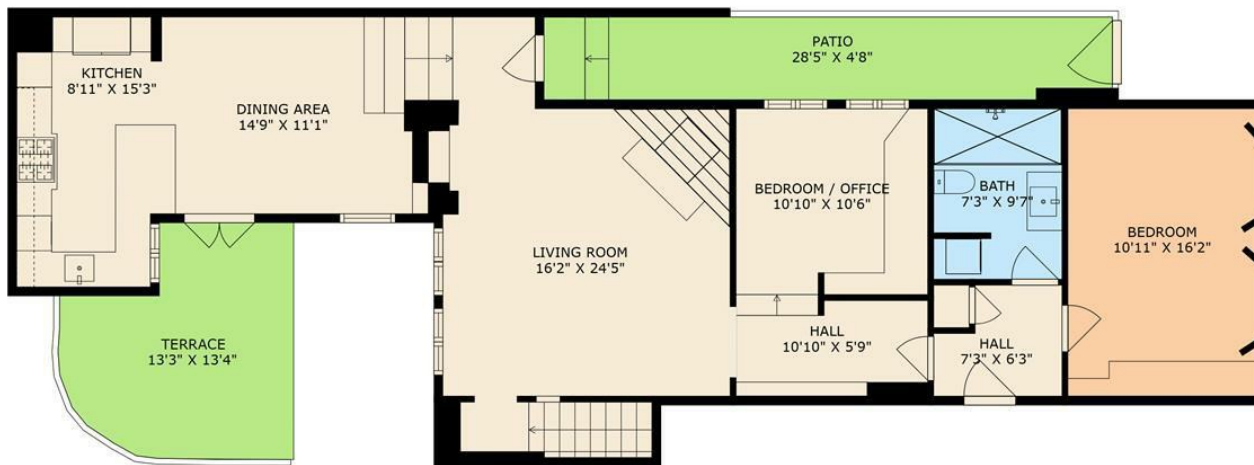 KITCHEN
8'11" X 15'3"
DINING AREA
14'9" X 11'1"
PATIO
28'5" X 4'8"
BEDROOM / OFFICE
10'10" X 10'6"
BATH
7'3" X 9'7"
BEDROOM
10'11" X 16'2"
LIVING ROOM
16'2" X 24'5"
TERRACE
13'3" X 13'4"
HALL
10'10" X 5'9"
HALL
7'3" X 6'3"